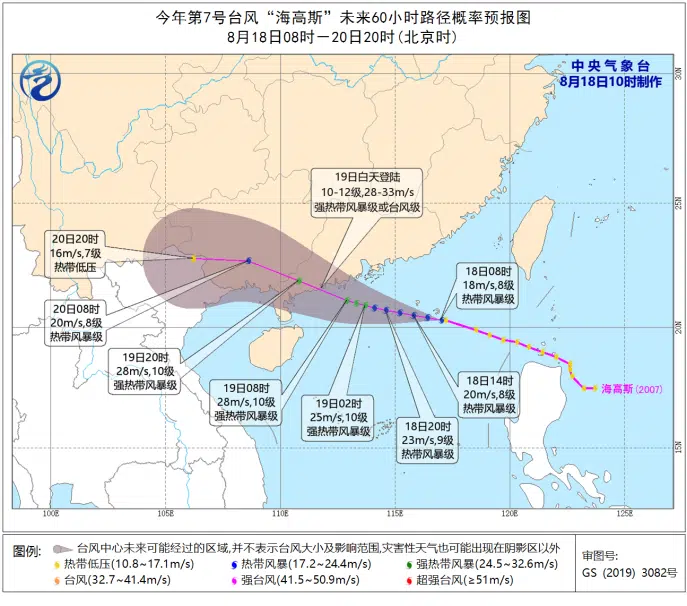 今年第7号台风“海高斯”未来60小时路径概率预报图
8月18日08时－20日20时(北京时)
中央气象台
8月18日10时制作
30N
19日白天登陆
10-12级,28-33m/s
强热带风暴级或台风级
25N
20日20时
16m/s,7级
热带低压
18日08时
18m/s,8级
热带风暴级
20日08时
20m/s,8级
热带风暴级
20N
19日20时
28m/s,10级
强热带风暴级
19日08时
28m/s,10级
强热带风暴级
19日02时
25m/s,10级
强热带风暴级
18日20时
23m/s,9级
热带风暴级
18日14时
20m/s,8级
热带风暴级
海高斯(2007)
15N
100E 105E 110E 115E 120E 125E
图例:
台风中心未来可能经过的区域,并不表示台风大小及影响范围,灾害性天气也可能出现在阴影区以外
热带低压(10.8~17.1m/s) 热带风暴(17.2~24.4m/s) 强热带风暴(24.5~32.6m/s)
台风(32.7~41.4m/s) 强台风(41.5~50.9m/s) 超强台风(≥51m/s)
审图号:
GS (2019) 3082号